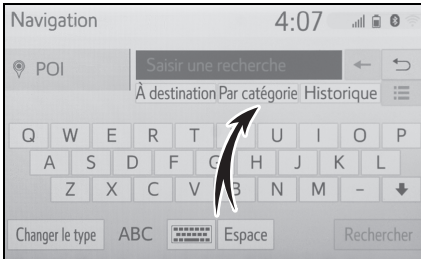 Navigation 4:07
POI Saisir une recherche
À destination Par catégorie Historique
Q W E R T U I O P
A S D F G H J K L
Z X C V B N M -
Changer le type ABC Espace Rechercher